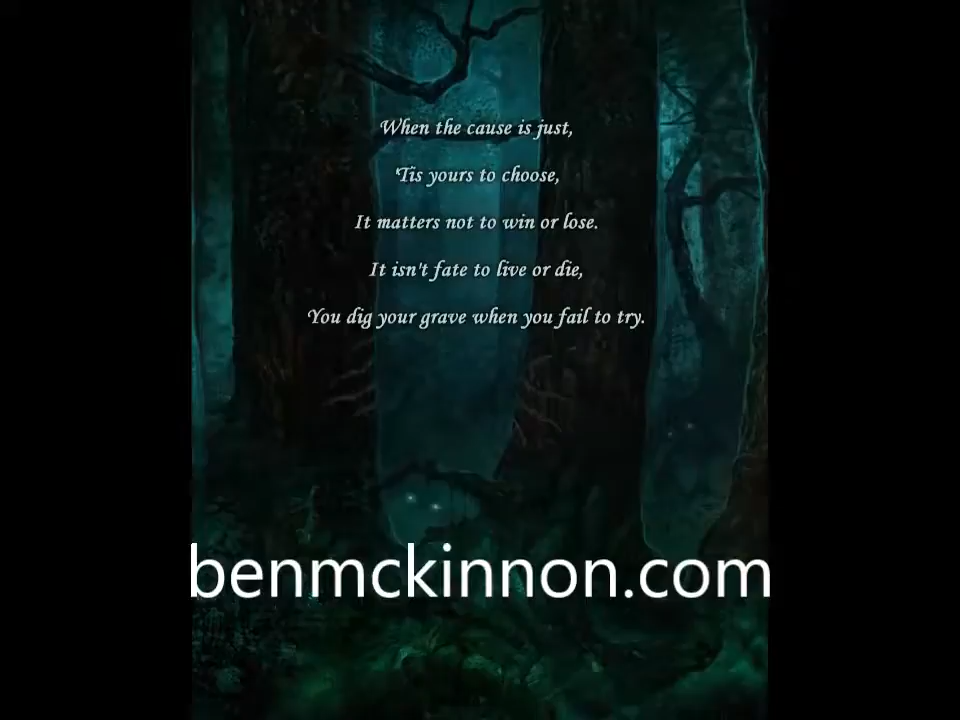 When the cause is just,
'Tis yours to choose,
It matters not to win or lose.
It isn't fate to live or die,
You dig your grave when you fail to try.
benmckinnon.com